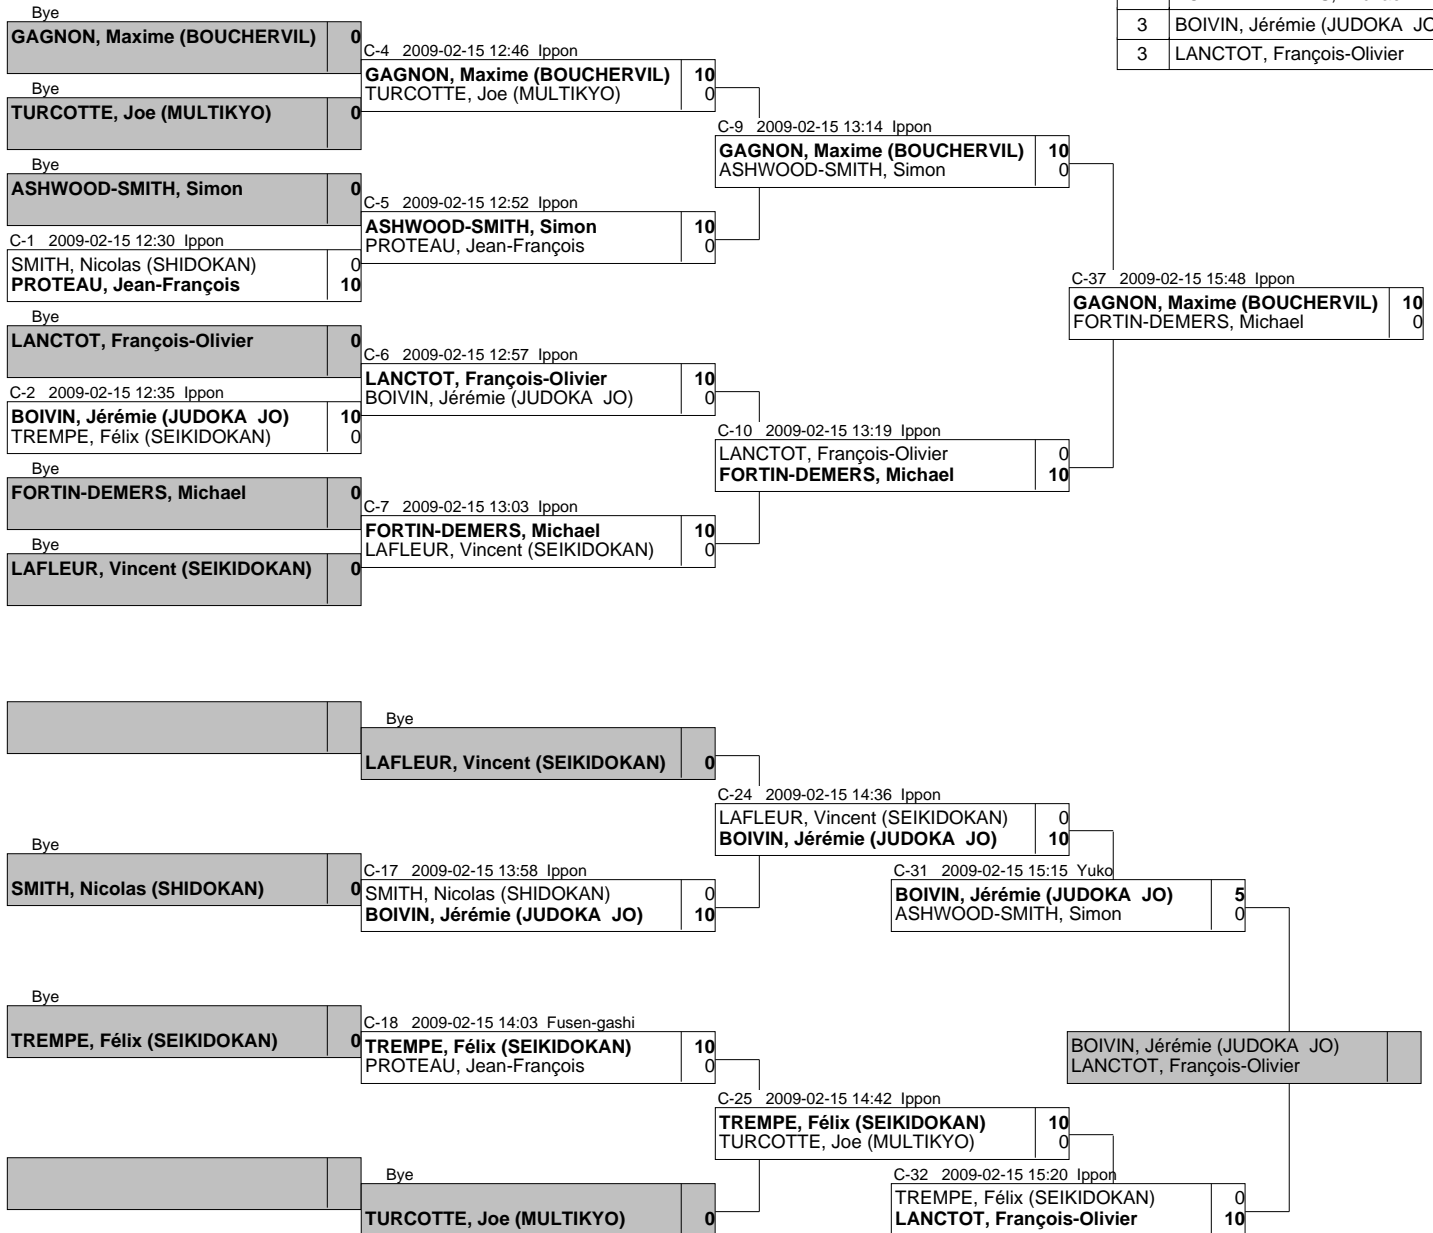 3 BOIVIN, Jérémie (JUDOKA JO
3 LANCTOT, François-Olivier
Bye
GAGNON, Maxime (BOUCHERVIL) 0
Bye
TURCOTTE, Joe (MULTIKYO) 0
Bye
ASHWOOD-SMITH, Simon 0
C-1 2009-02-15 12:30 Ippon
SMITH, Nicolas (SHIDOKAN) 0
PROTEAU, Jean-François 10
Bye
LANCTOT, François-Olivier 0
C-2 2009-02-15 12:35 Ippon
BOIVIN, Jérémie (JUDOKA JO) 10
TREMPE, Félix (SEIKIDOKAN) 0
Bye
FORTIN-DEMERS, Michael 0
Bye
LAFLEUR, Vincent (SEIKIDOKAN) 0
C-4 2009-02-15 12:46 Ippon
GAGNON, Maxime (BOUCHERVIL) 10
TURCOTTE, Joe (MULTIKYO) 0
C-5 2009-02-15 12:52 Ippon
ASHWOOD-SMITH, Simon 10
PROTEAU, Jean-François 0
C-6 2009-02-15 12:57 Ippon
LANCTOT, François-Olivier 10
BOIVIN, Jérémie (JUDOKA JO) 0
C-7 2009-02-15 13:03 Ippon
FORTIN-DEMERS, Michael 10
LAFLEUR, Vincent (SEIKIDOKAN) 0
C-9 2009-02-15 13:14 Ippon
GAGNON, Maxime (BOUCHERVIL) 10
ASHWOOD-SMITH, Simon 0
C-10 2009-02-15 13:19 Ippon
LANCTOT, François-Olivier 0
FORTIN-DEMERS, Michael 10
C-37 2009-02-15 15:48 Ippon
GAGNON, Maxime (BOUCHERVIL) 10
FORTIN-DEMERS, Michael 0
Bye
SMITH, Nicolas (SHIDOKAN) 0
Bye
TREMPE, Félix (SEIKIDOKAN) 0
Bye
LAFLEUR, Vincent (SEIKIDOKAN) 0
C-17 2009-02-15 13:58 Ippon
SMITH, Nicolas (SHIDOKAN) 0
BOIVIN, Jérémie (JUDOKA JO) 10
C-18 2009-02-15 14:03 Fusen-gashi
TREMPE, Félix (SEIKIDOKAN) 10
PROTEAU, Jean-François 0
Bye
TURCOTTE, Joe (MULTIKYO) 0
C-24 2009-02-15 14:36 Ippon
LAFLEUR, Vincent (SEIKIDOKAN) 0
BOIVIN, Jérémie (JUDOKA JO) 10
C-25 2009-02-15 14:42 Ippon
TREMPE, Félix (SEIKIDOKAN) 10
TURCOTTE, Joe (MULTIKYO) 0
C-31 2009-02-15 15:15 Yuko
BOIVIN, Jérémie (JUDOKA JO) 5
ASHWOOD-SMITH, Simon 0
C-32 2009-02-15 15:20 Ippon
TREMPE, Félix (SEIKIDOKAN) 0
LANCTOT, François-Olivier 10
BOIVIN, Jérémie (JUDOKA JO)
LANCTOT, François-Olivier